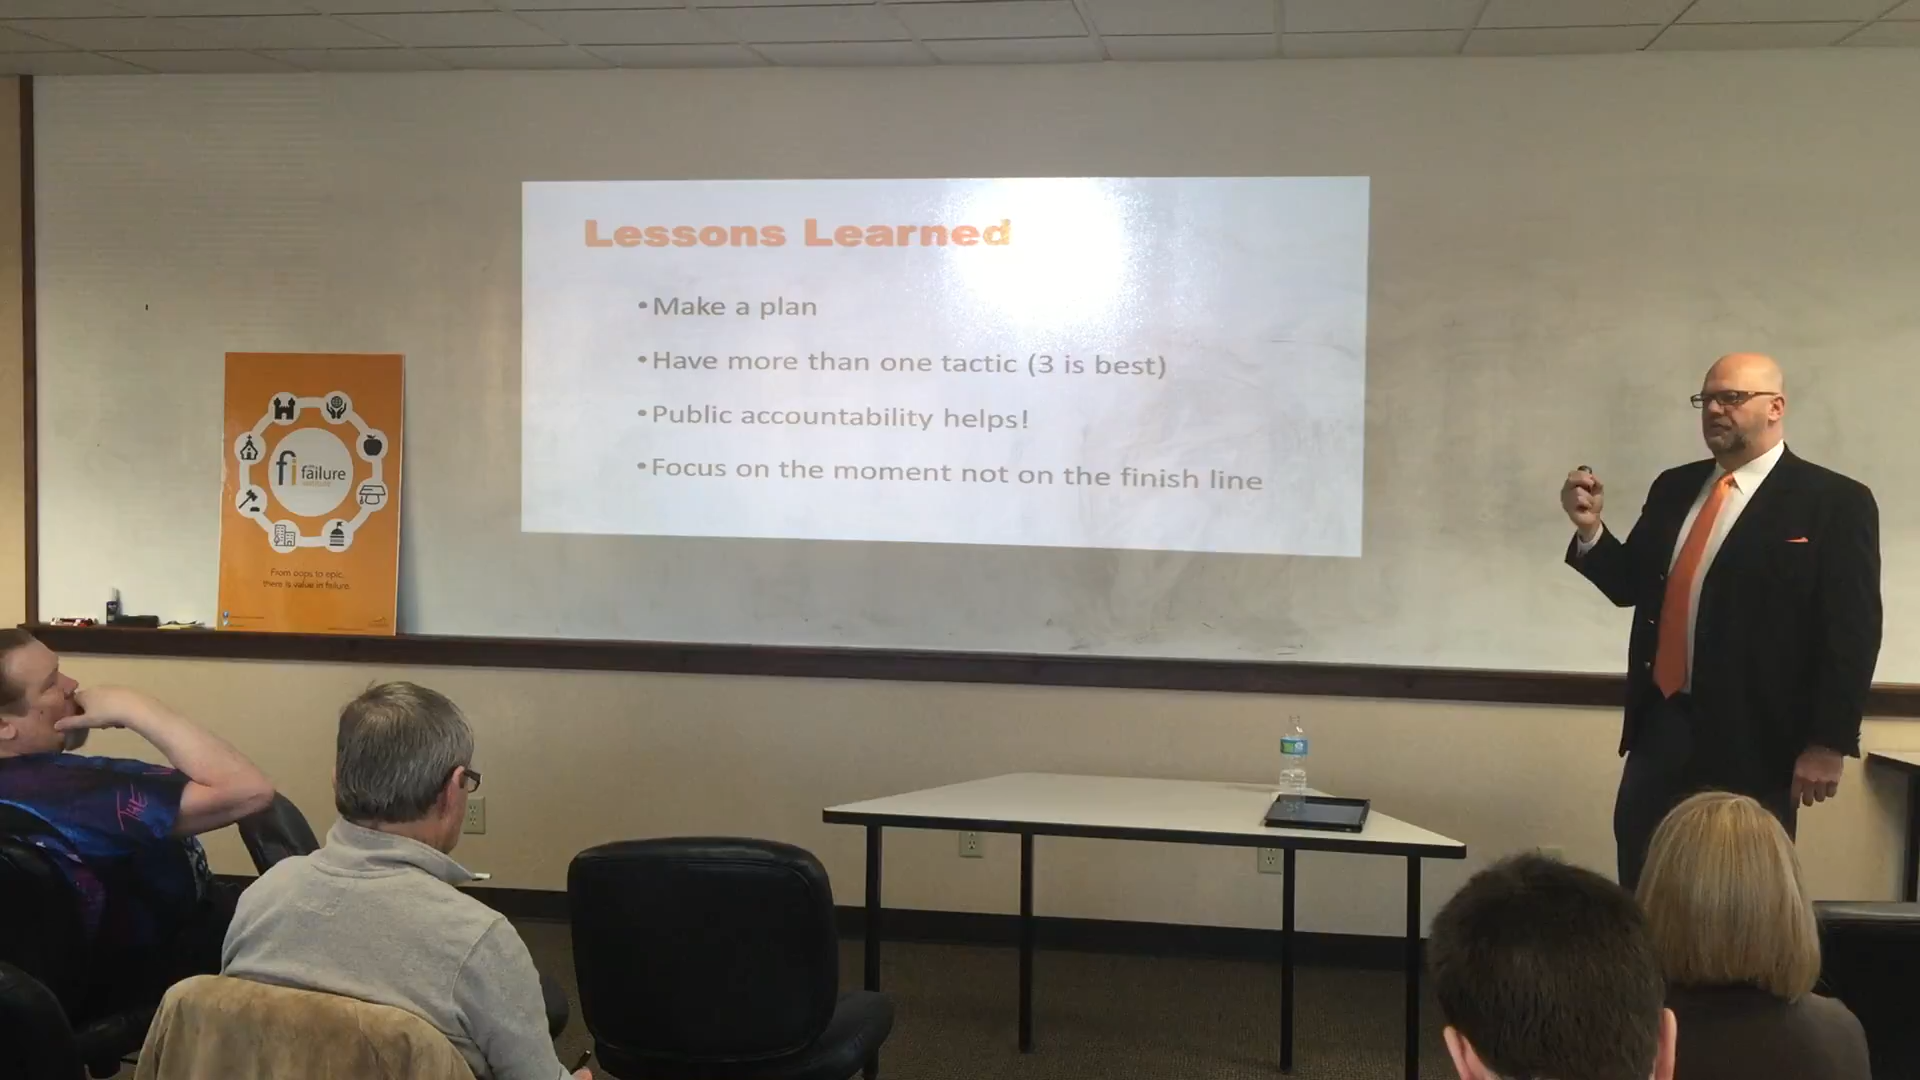 Lessons Learned
•Make a plan
•Have more than one tactic (3 is best)
•Public accountability helps!
•Focus on the moment not on the finish line
fi
failure
From oops to epic,
there is value in failure.
THE